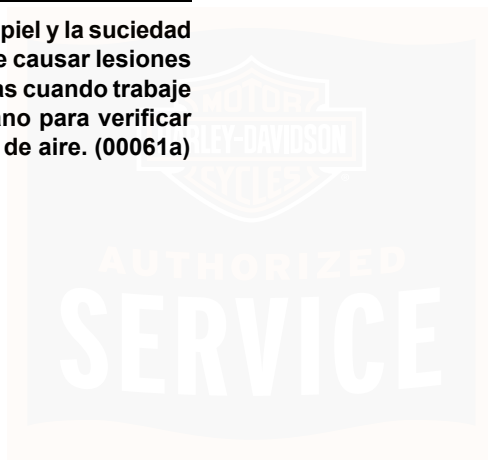 piel y la suciedad
e causar lesiones
as cuando trabaje
ano para verificar
de aire. (00061a)
MOTOR
HARLEY-DAVIDSON
CYCLES
AUTHORIZED
SERVICE